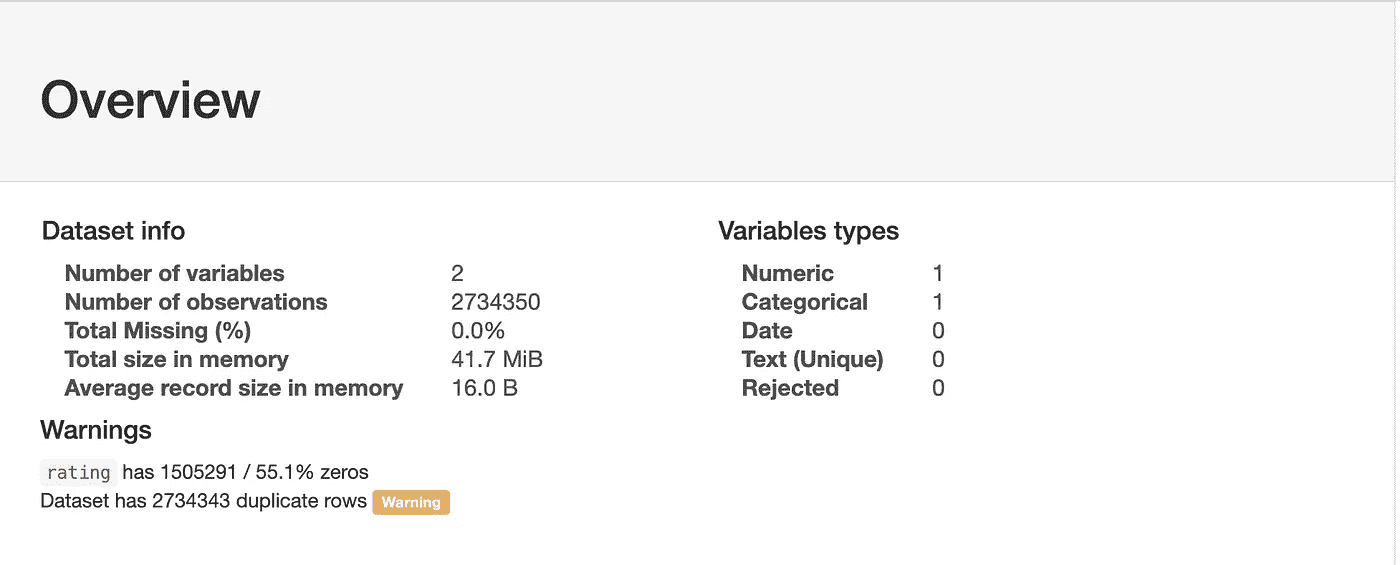 Overview
Dataset info
Number of variables 2
Number of observations 2734350
Total Missing (%) 0.0%
Total size in memory 41.7 MiB
Average record size in memory 16.0 B
Variables types
Numeric 1
Categorical 1
Date 0
Text (Unique) 0
Rejected 0
Warnings
rating has 1505291 / 55.1% zeros
Dataset has 2734343 duplicate rows Warning